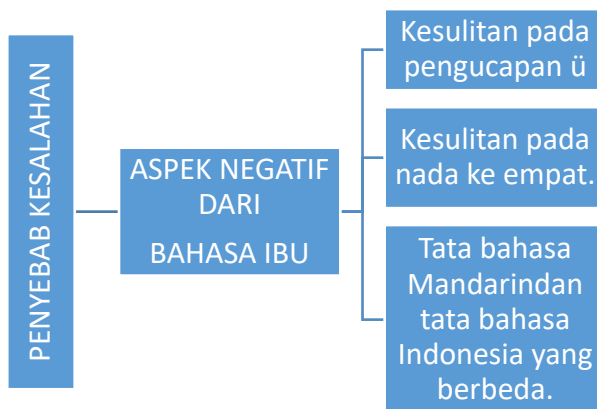 PENYEBAB KESALAHAN
ASPEK NEGATIF
DARI
BAHASA IBU
Kesulitan pada
pengucapan ü
Kesulitan pada
nada ke empat.
Tata bahasa
Mandarindan
tata bahasa
Indonesia yang
berbeda.